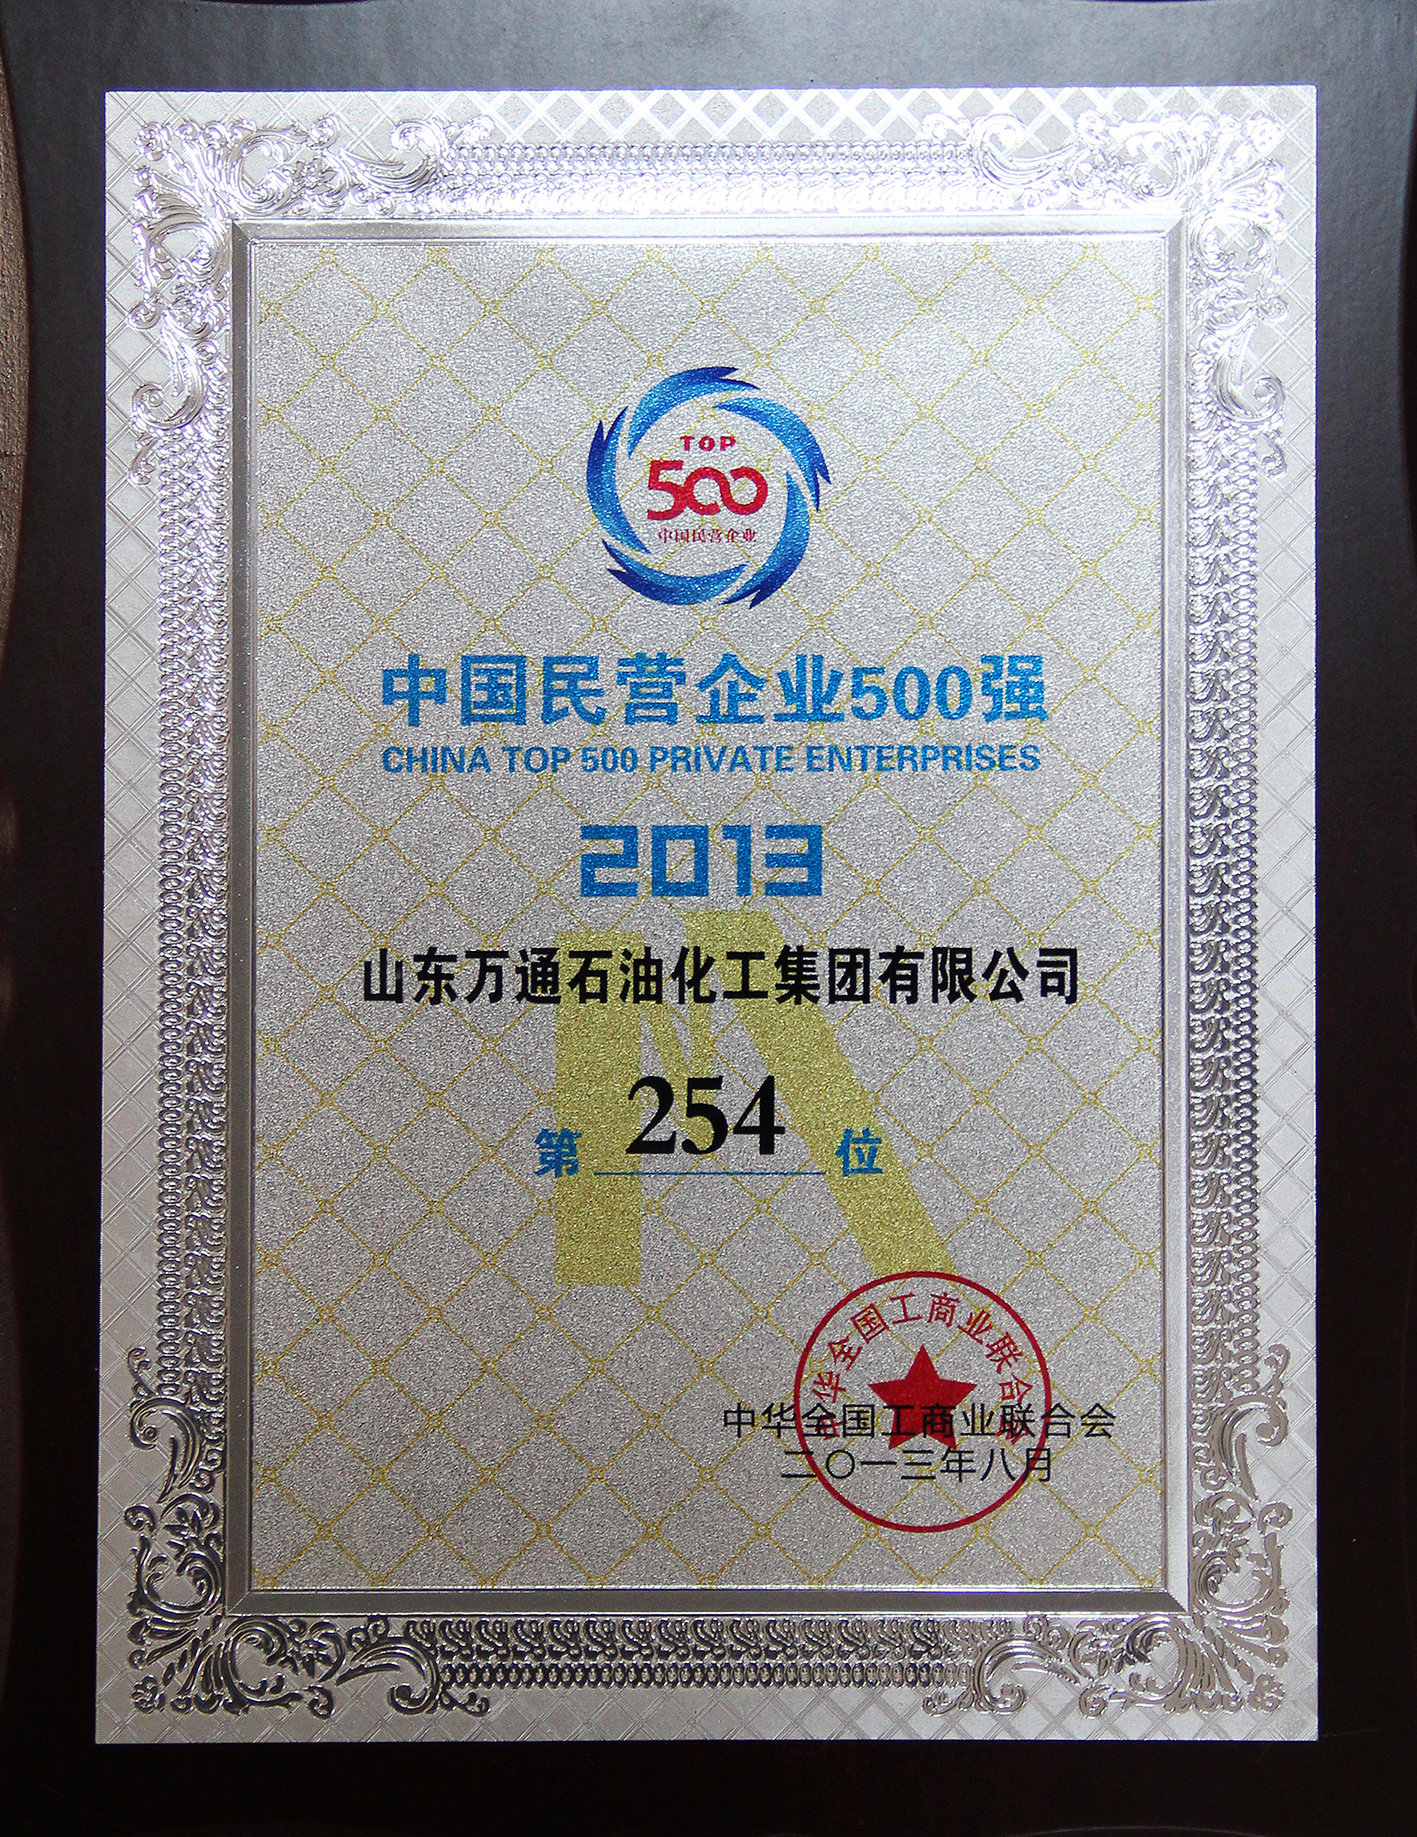 TOP
500
中国民营企业
中国民营企业500强
CHINA TOP 500 PRIVATE ENTERPRISES
2013
山东万通石油化工集团有限公司
第 254 位
中华全国工商业联合会
中华全国工商业联合会
二〇一三年八月